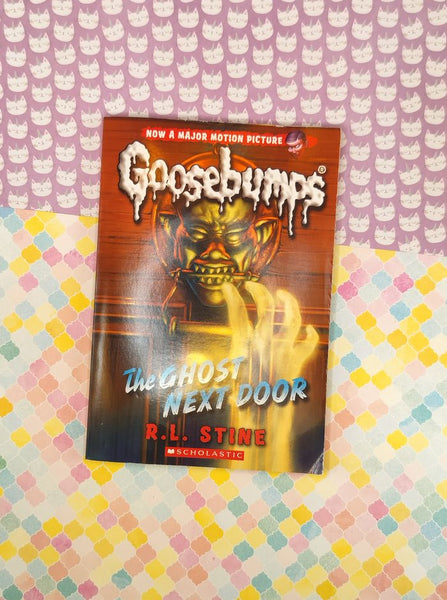 NOW A MAJOR MOTION PICTURE
Goosebumps®
The GHOST
NEXT DOOR
R.L. STINE
SCHOLASTIC